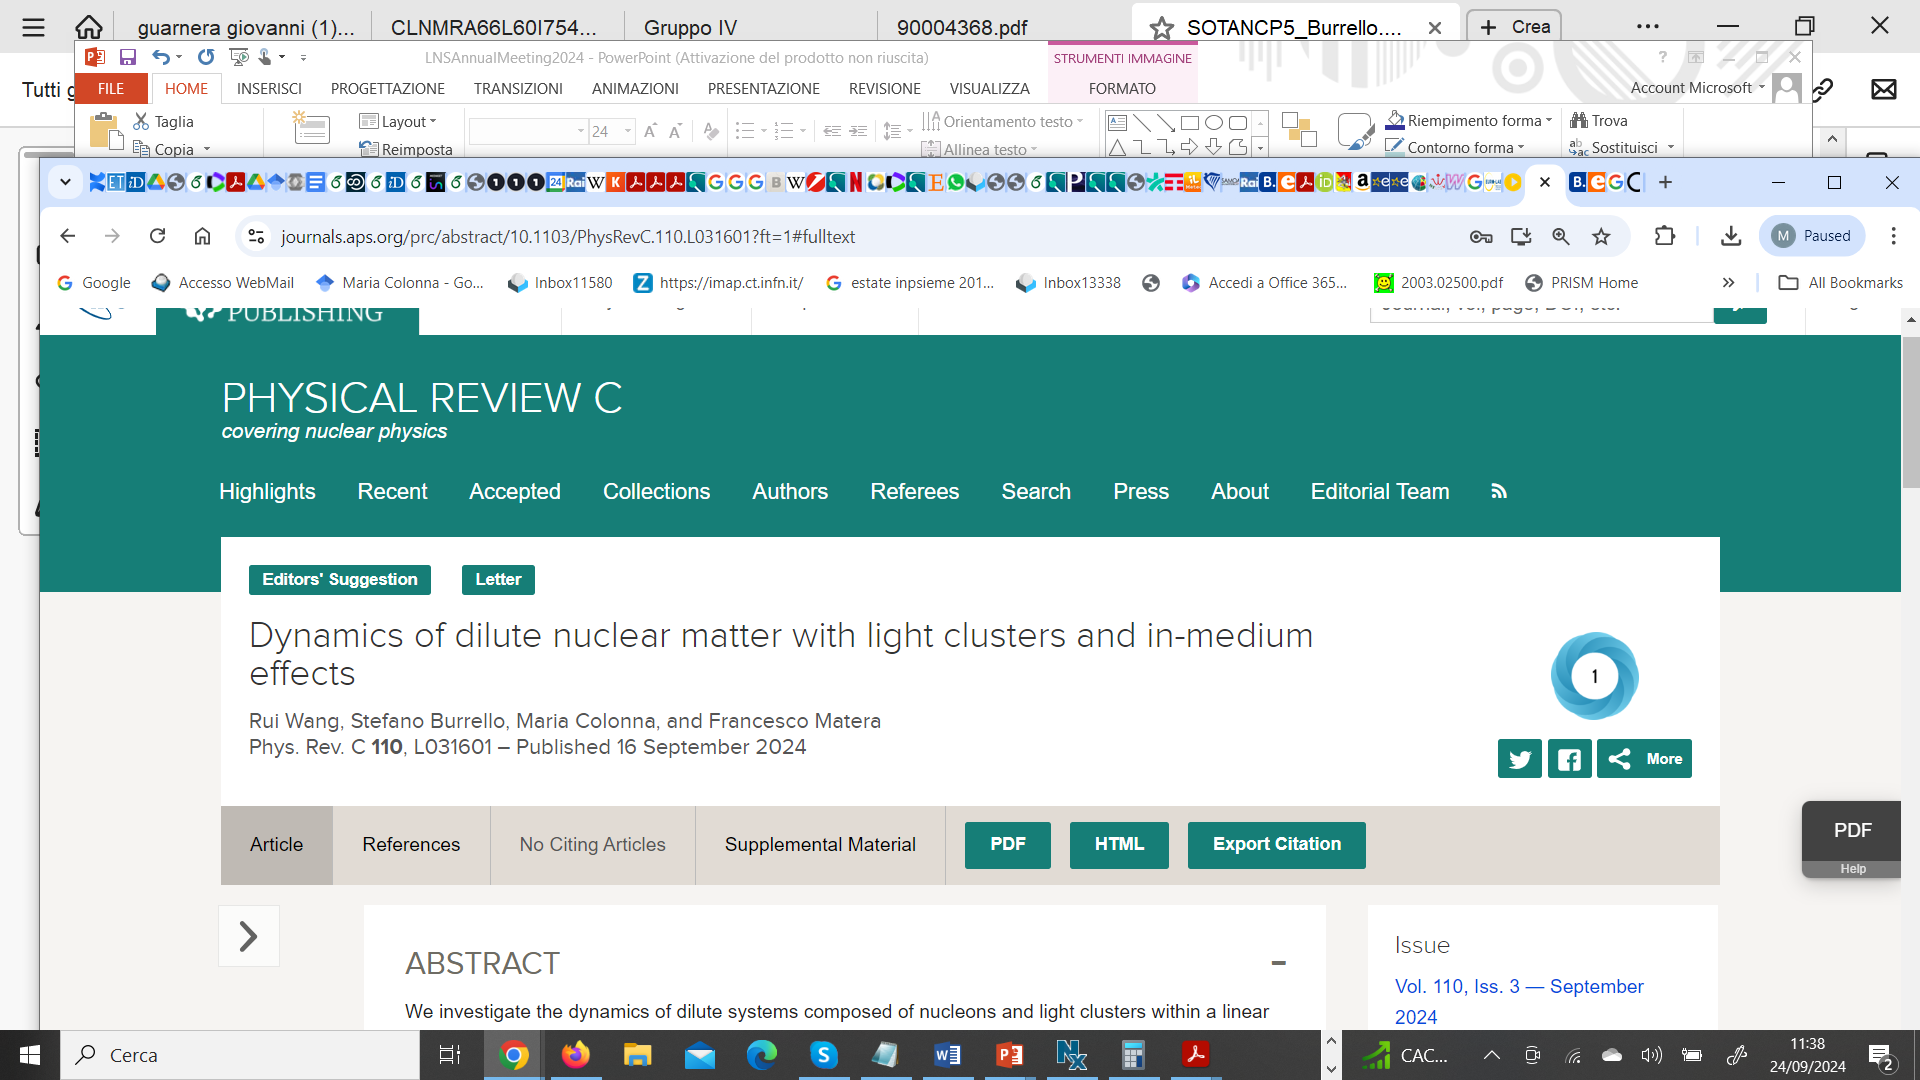 guarnera giovanni (1)...
CLNMRA66L60I754...
Gruppo IV
90004368.pdf
SOTANCP5_Burrello....
Crea
Tutti
LNSAnnualMeeting2024 - PowerPoint (Attivazione del prodotto non riuscita)
STRUMENTI IMMAGINE
FILE
HOME
INSERISCI
PROGETTAZIONE
TRANSIZIONI
ANIMAZIONI
PRESENTAZIONE
REVISIONE
VISUALIZZA
FORMATO
Account Microsoft
Taglia
Copia
Layout
Reimposta
24
Orientamento testo
Allinea testo
Riempimento forma
Contorno forma
Trova
Sostituisci
journals.aps.org/prc/abstract/10.1103/PhysRevC.110.L031601?ft=1#fulltext
M Paused
Google
Accesso WebMail
Maria Colonna - Go...
Inbox11580
https://imap.ct.infn.it/
estate inpsieme 201...
Inbox13338
Accedi a Office 365...
2003.02500.pdf
PRISM Home
All Bookmarks
PUBLISHING
Journal, vol, page, DOI, etc.
PHYSICAL REVIEW C
covering nuclear physics
Highlights
Recent
Accepted
Collections
Authors
Referees
Search
Press
About
Editorial Team
Editors' Suggestion
Letter
Dynamics of dilute nuclear matter with light clusters and in-medium
effects
1
Rui Wang, Stefano Burrello, Maria Colonna, and Francesco Matera
Phys. Rev. C 110, L031601 – Published 16 September 2024
More
Article
References
No Citing Articles
Supplemental Material
PDF
HTML
Export Citation
PDF
Help
ABSTRACT
We investigate the dynamics of dilute systems composed of nucleons and light clusters within a linear
Issue
Vol. 110, Iss. 3 — September
2024
Cerca
CAC...
11:38
24/09/2024
2